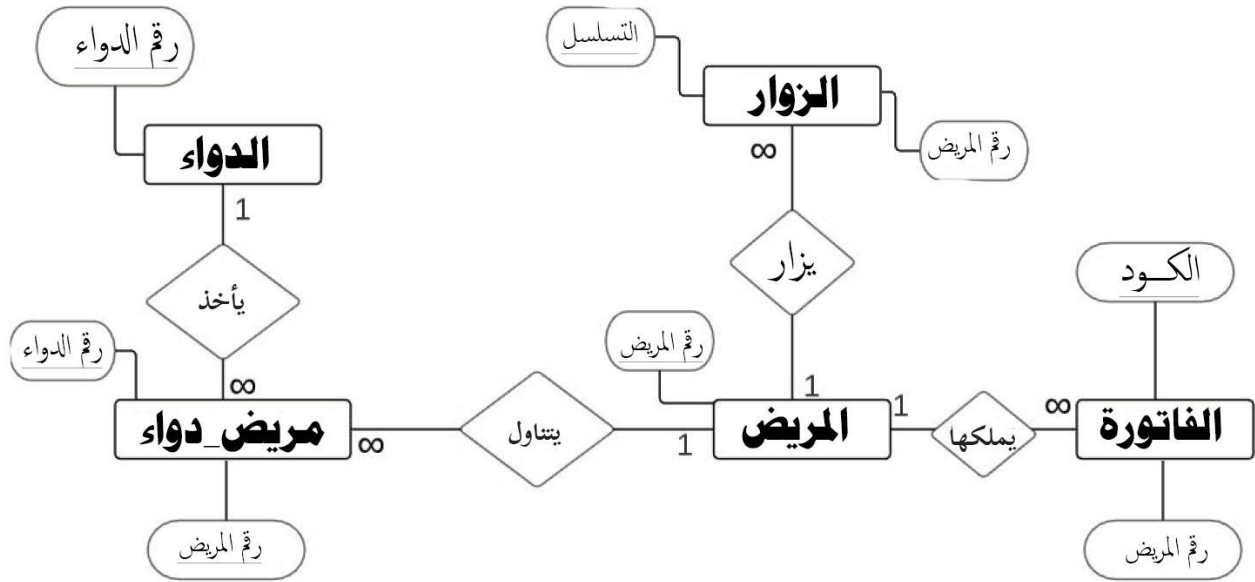 رقم الدواء
التسلسل
الزوار
الدواء
∞
رقم المريض
1
يزار
الكـــود
يأخذ
رقم المريض
رقم الدواء
∞
1
1
∞
مريض_دواء
∞
يتناول
1
المريض
يملكها
الفاتورة
رقم المريض
رقم المريض